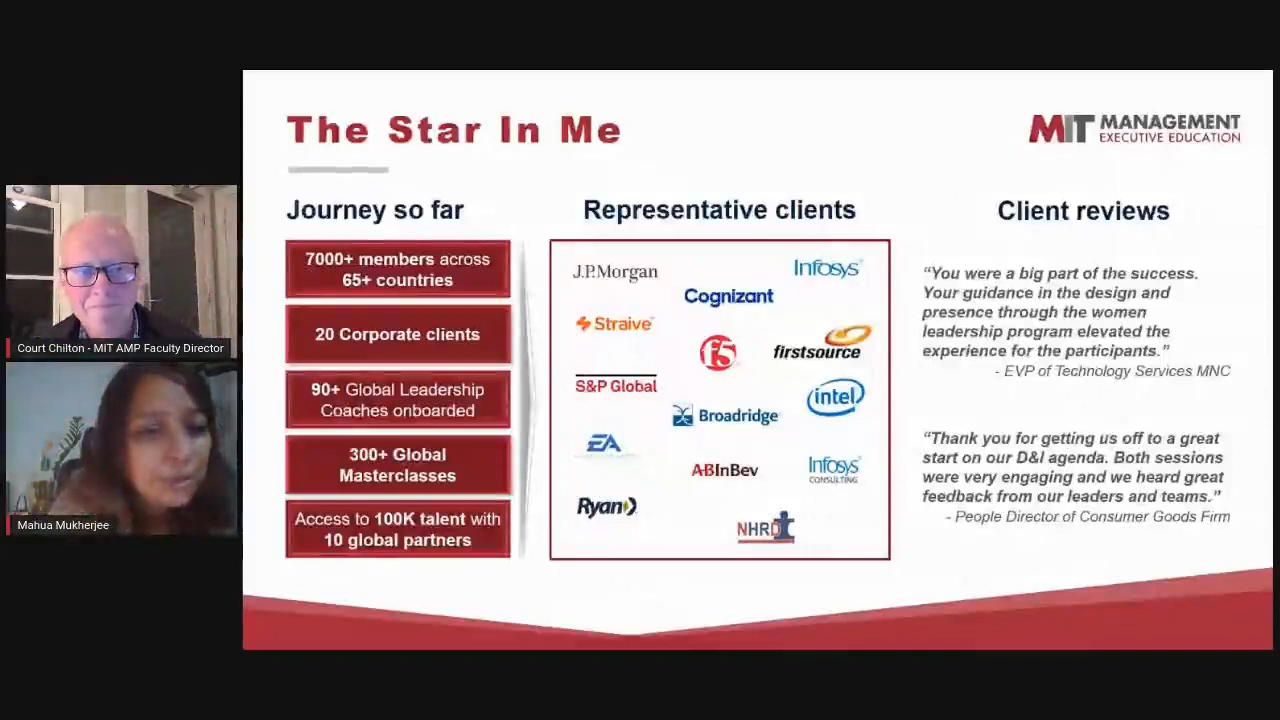 The Star In Me
MIT MANAGEMENT
EXECUTIVE EDUCATION
Journey so far
7000+ members across
65+ countries
20 Corporate clients
90+ Global Leadership
Coaches onboarded
300+ Global
Masterclasses
Access to 100K talent with
10 global partners
Representative clients
J.P.Morgan
Infosys
Cognizant
Straive
f5
firstsource
S&P Global
intel
Broadridge
EA
ABInBev
Infosys
CONSULTING
Ryan
NHRD
Client reviews
“You were a big part of the success.
Your guidance in the design and
presence through the women
leadership program elevated the
experience for the participants.”
- EVP of Technology Services MNC
“Thank you for getting us off to a great
start on our D&I agenda. Both sessions
were very engaging and we heard great
feedback from our leaders and teams.”
- People Director of Consumer Goods Firm
Court Chilton - MIT AMP Faculty Director
Mahua Mukherjee